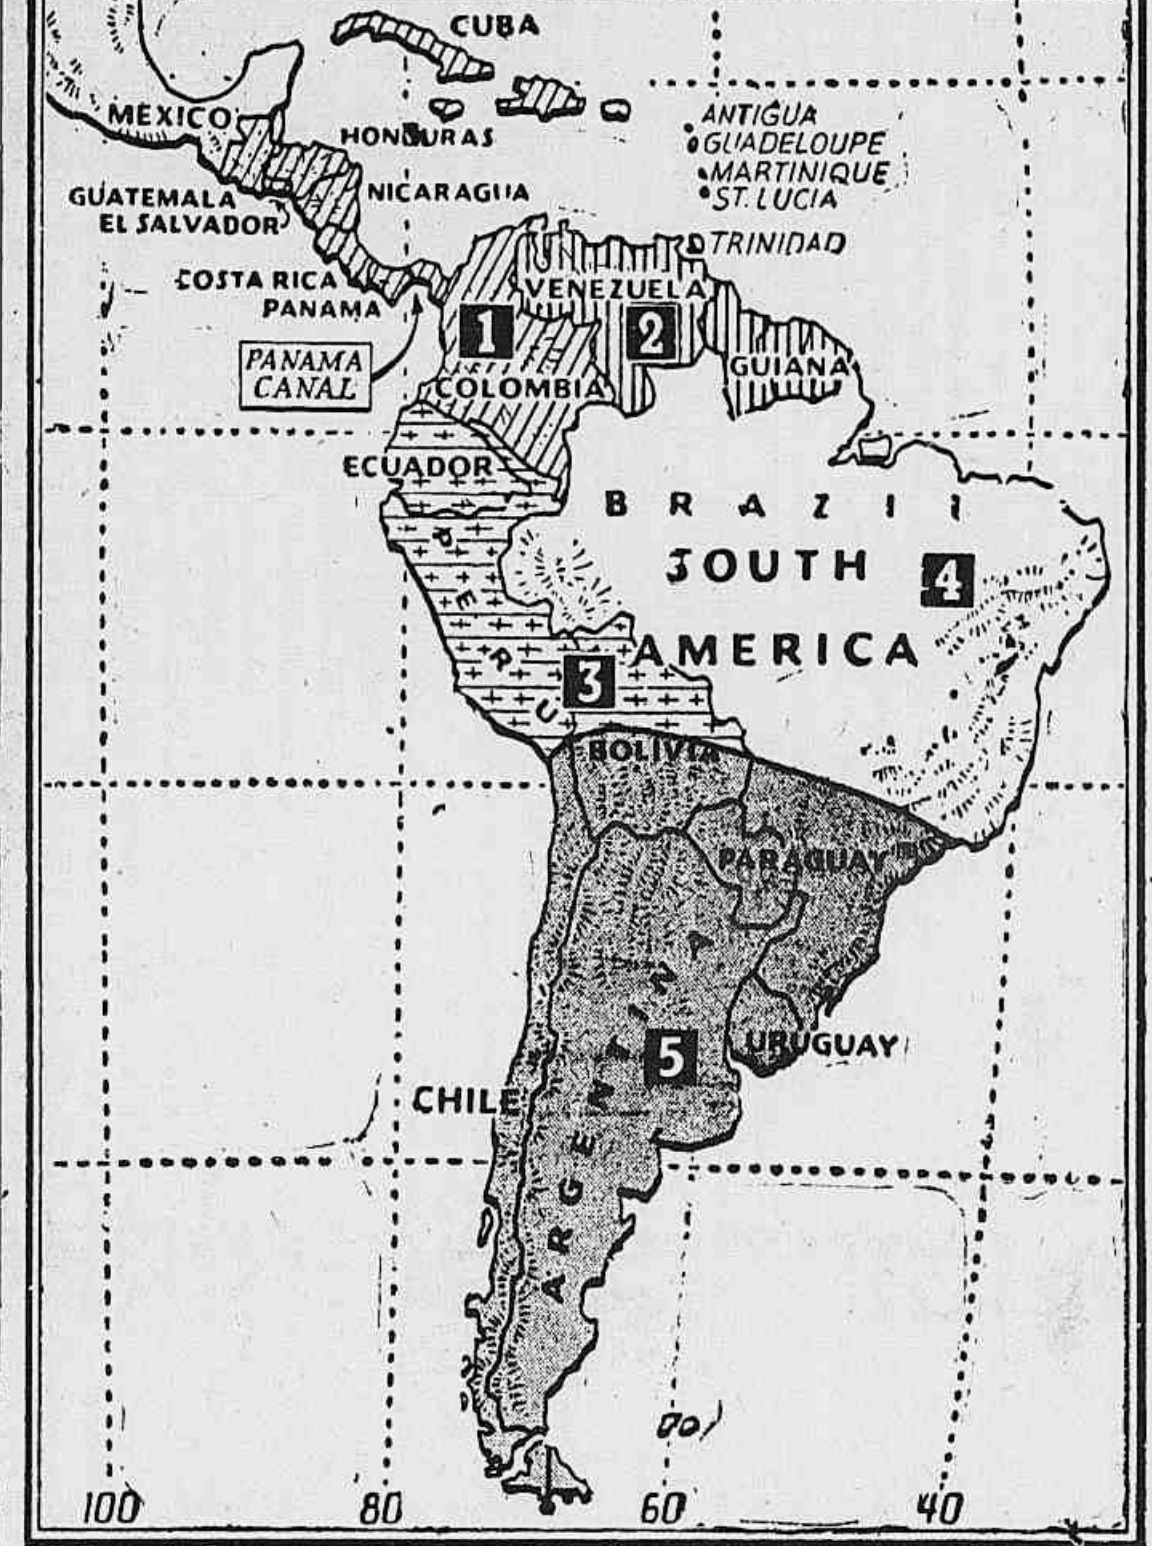 CUBA
MEXICO
HONDURAS
ANTIGUA
GUADELOUPE
MARTINIQUE
ST. LUCIA
GUATEMALA
NICARAGUA
EL SALVADOR
TRINIDAD
COSTA RICA
PANAMA
VENEZUELA
1
2
PANAMA
CANAL
GUIANA
COLOMBIA
ECUADOR
BRAZIL
SOUTH
4
AMERICA
PERU
3
BOLIVIA
PARAGUAY
ARGENTINA
5
URUGUAY
CHILE
100
80
60
40